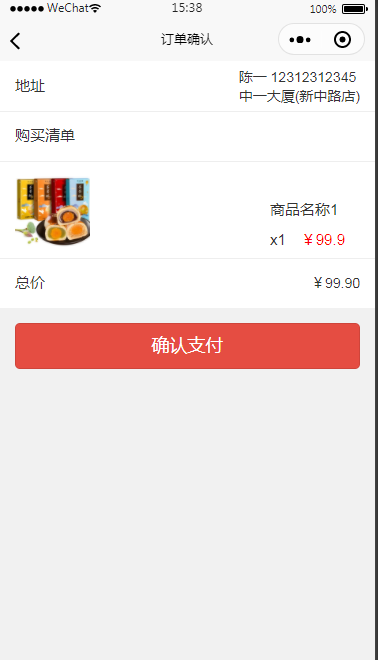 WeChat 15:38 100%
订单确认
地址
陈一 12312312345
中一大厦(新中路店)
购买清单
商品名称1
x1 ￥99.9
总价 ￥99.90
确认支付